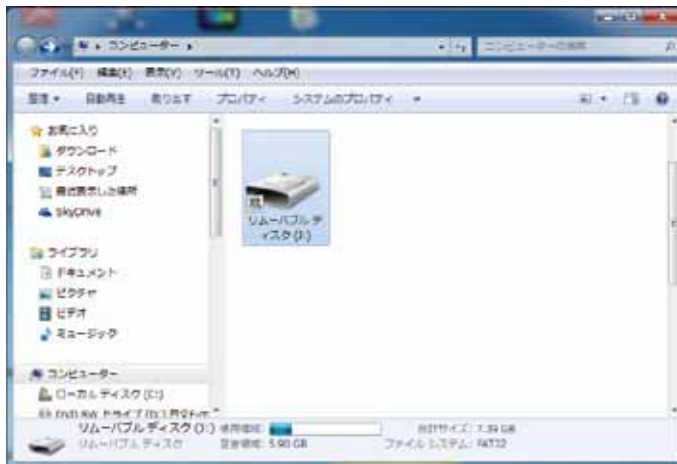 コンピューター
コンピューターの検索
ファイル(F) 編集(E) 表示(V) ツール(T) ヘルプ(H)
整理 自動再生 取り出す プロパティ システムのプロパティ
お気に入り
ダウンロード
デスクトップ
最近表示した場所
SkyDrive
リムーバブル デ
ィスク (J:)
ライブラリ
ドキュメント
ピクチャ
ビデオ
ミュージック
コンピューター
ローカル ディスク (C:)
DVD RW ドライブ (D:)
リムーバブル ディスク (J:) 使用領域:
合計サイズ: 7.39 GB
リムーバブル ディスク
空き領域: 5.90 GB
ファイル システム: FAT32